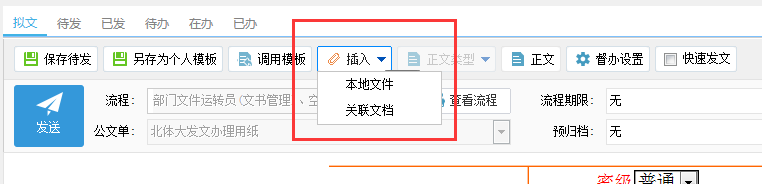 拟文 待发 已发 待办 在办 已办
保存待发 另存为个人模板 调用模板 插入 正文类型 正文 督办设置 快速发文
本地文件
关联文档
发送
流程: 部门文件运转员(文书管理)、空 查看流程 流程期限: 无
公文单: 北体大发文办理用纸 预归档: 无
密级 普通